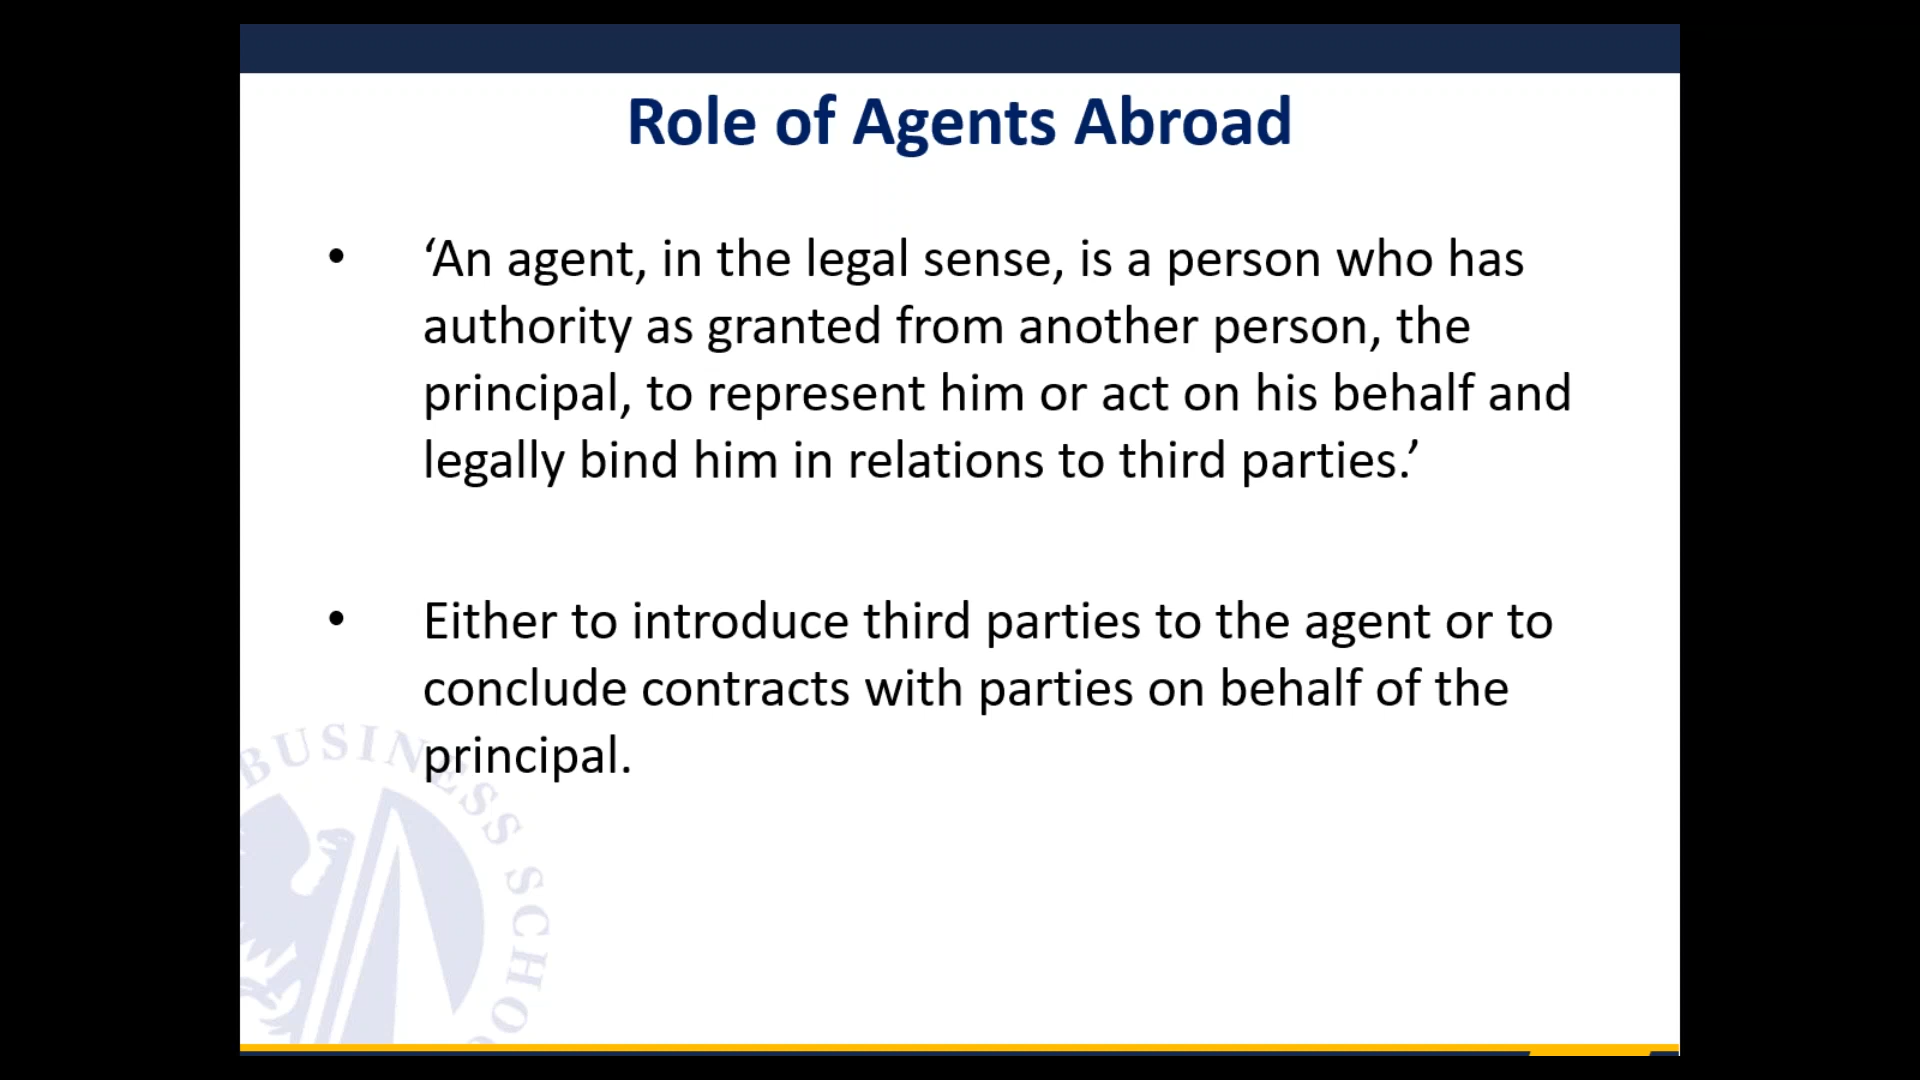 Role of Agents Abroad
• ‘An agent, in the legal sense, is a person who has
authority as granted from another person, the
principal, to represent him or act on his behalf and
legally bind him in relations to third parties.’
• Either to introduce third parties to the agent or to
conclude contracts with parties on behalf of the
principal.
BUSINESS SCHO